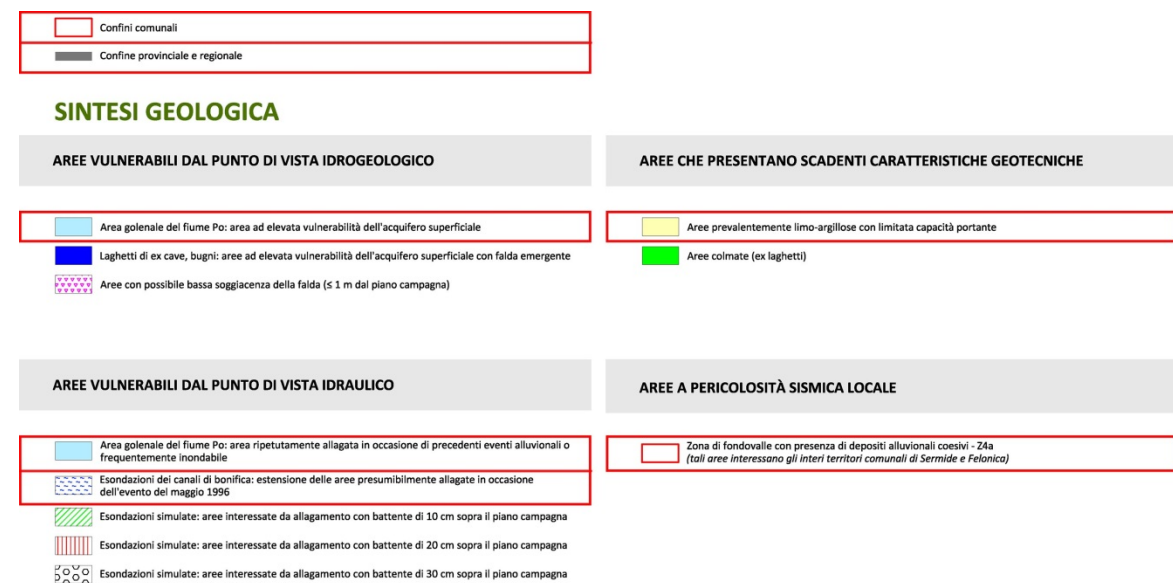 Confini comunali
Confine provinciale e regionale
SINTESI GEOLOGICA
AREE VULNERABILI DAL PUNTO DI VISTA IDROGEOLOGICO
Area golenale del fiume Po: area ad elevata vulnerabilità dell'acquifero superficiale
Laghetti di ex cave, bugni: aree ad elevata vulnerabilità dell'acquifero superficiale con falda emergente
Aree con possibile bassa soggiacenza della falda (≤ 1 m dal piano campagna)
AREE CHE PRESENTANO SCADENTI CARATTERISTICHE GEOTECNICHE
Aree prevalentemente limo-argillose con limitata capacità portante
Aree colmate (ex laghetti)
AREE VULNERABILI DAL PUNTO DI VISTA IDRAULICO
Area golenale del fiume Po: area ripetutamente allagata in occasione di precedenti eventi alluvionali o
frequentemente inondabile
Esondazioni dei canali di bonifica: estensione delle aree presumibilmente allagate in occasione
dell'evento del maggio 1996
Esondazioni simulate: aree interessate da allagamento con battente di 10 cm sopra il piano campagna
Esondazioni simulate: aree interessate da allagamento con battente di 20 cm sopra il piano campagna
Esondazioni simulate: aree interessate da allagamento con battente di 30 cm sopra il piano campagna
AREE A PERICOLOSITÀ SISMICA LOCALE
Zona di fondovalle con presenza di depositi alluvionali coesivi - Z4a
(tali aree interessano gli interi territori comunali di Sermide e Felonica)